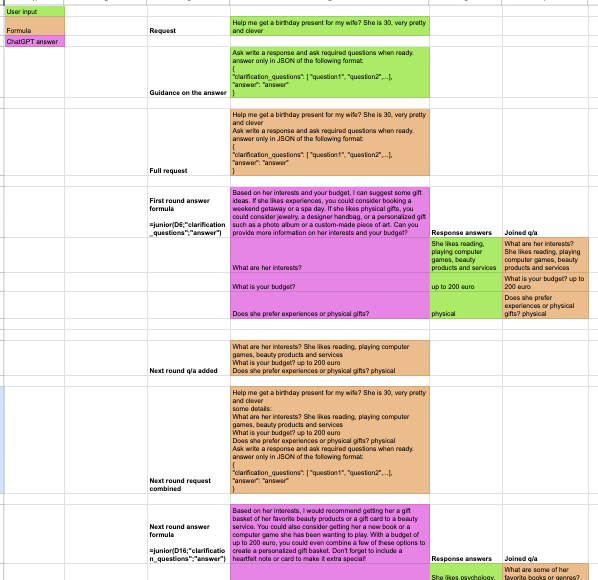 User input
Formula
ChatGPT answer
Request
Help me get a birthday present for my wife? She is 30, very pretty
and clever
Guidance on the answer
Ask write a response and ask required questions when ready.
answer only in JSON of the following format:
{
"clarification_questions": [ "question1", "question2",...],
"answer": "answer"
}
Full request
Help me get a birthday present for my wife? She is 30, very pretty
and clever
Ask write a response and ask required questions when ready.
answer only in JSON of the following format:
{
"clarification_questions": [ "question1", "question2",...],
"answer": "answer"
}
First round answer
formula
=junior(D6;"clarification
_questions";"answer")
Based on her interests and your budget, I can suggest some gift
ideas. If she likes experiences, you could consider booking a
weekend getaway or a spa day. If she likes physical gifts, you
could consider jewelry, a designer handbag, or a personalized gift
such as a photo album or a custom-made piece of art. Can you
provide more information on her interests and budget?
Response answers
Joined q/a
What are her interests?
She likes reading,
playing computer
games, beauty
products and services
What are her interests?
She likes reading,
playing computer
games, beauty
products and services
What is your budget?
up to 200 euro
What is your budget? up to
200 euro
Does she prefer experiences or physical gifts?
physical
Does she prefer
experiences or physical
gifts? physical
Next round q/a added
What are her interests? She likes reading, playing computer
games, beauty products and services
What is your budget? up to 200 euro
Does she prefer experiences or physical gifts? physical
Next round request
combined
Help me get a birthday present for my wife? She is 30, very pretty
and clever
some details:
What are her interests? She likes reading, playing computer
games, beauty products and services
What is your budget? up to 200 euro
Does she prefer experiences or physical gifts? physical
Ask write a response and ask required questions when ready.
answer only in JSON of the following format:
{
"clarification_questions": [ "question1", "question2",...],
"answer": "answer"
}
Next round answer
formula
=junior(D16;"clarificatio
n_questions";"answer")
Based on her interests, I would recommend getting her a gift
basket of her favorite beauty products or a gift card to a beauty
service. You could also consider getting her a new book or a
computer game she has been wanting to play. With a budget of
up to 200 euro, you could even combine a few of these options to
create a personalized gift basket. Don't forget to include a
heartfelt note or card to make it extra special!
Response answers
Joined q/a
She likes psychology,
What are some of her
favorite books or genres?